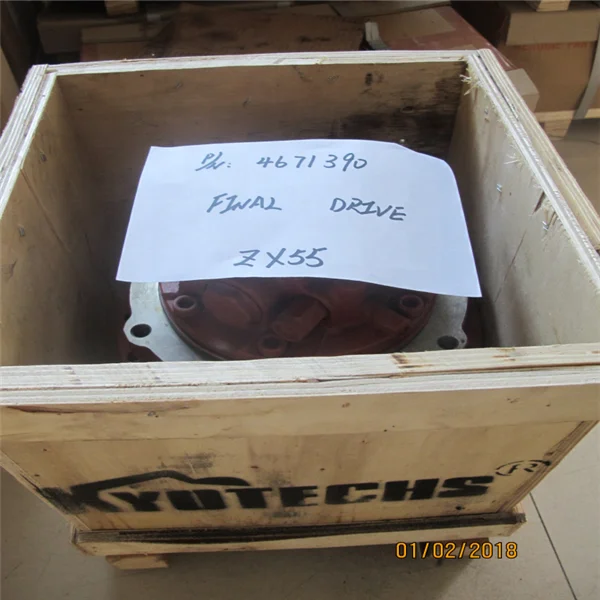 P/N: 4671390
FINAL DRIVE
ZX55
KYOTECHS ®
01/02/2018